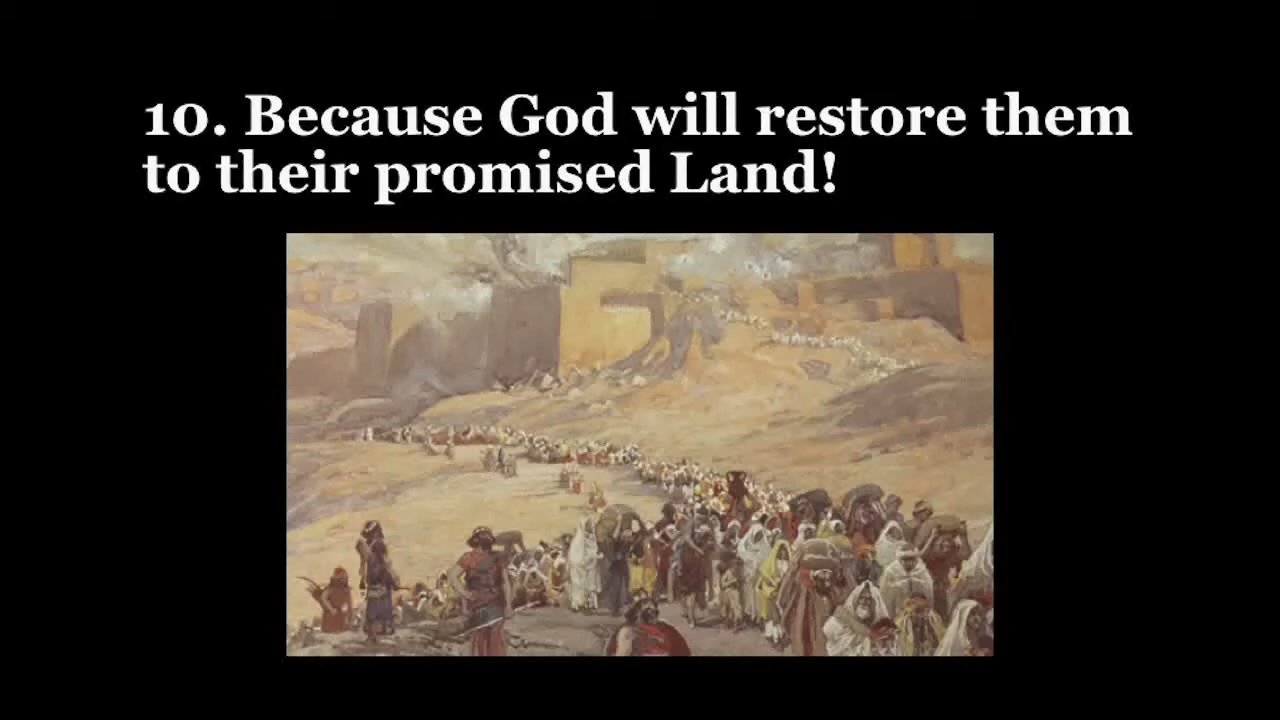 10. Because God will restore them
to their promised Land!